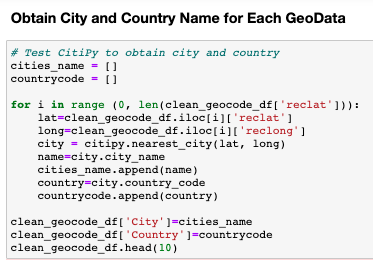 Obtain City and Country Name for Each GeoData
# Test CitiPy to obtain city and country
cities_name = []
countrycode = []
for i in range (0, len(clean_geocode_df['reclat'])):
    lat=clean_geocode_df.iloc[i]['reclat']
    long=clean_geocode_df.iloc[i]['reclong']
    city = citipy.nearest_city(lat, long)
    name=city.city_name
    cities_name.append(name)
    country=city.country_code
    countrycode.append(country)
clean_geocode_df['City']=cities_name
clean_geocode_df['Country']=countrycode
clean_geocode_df.head(10)